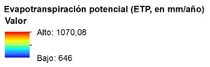 Evapotranspiración potencial (ETP, en mm/año)
Valor
Alto: 1070,08
Bajo: 646